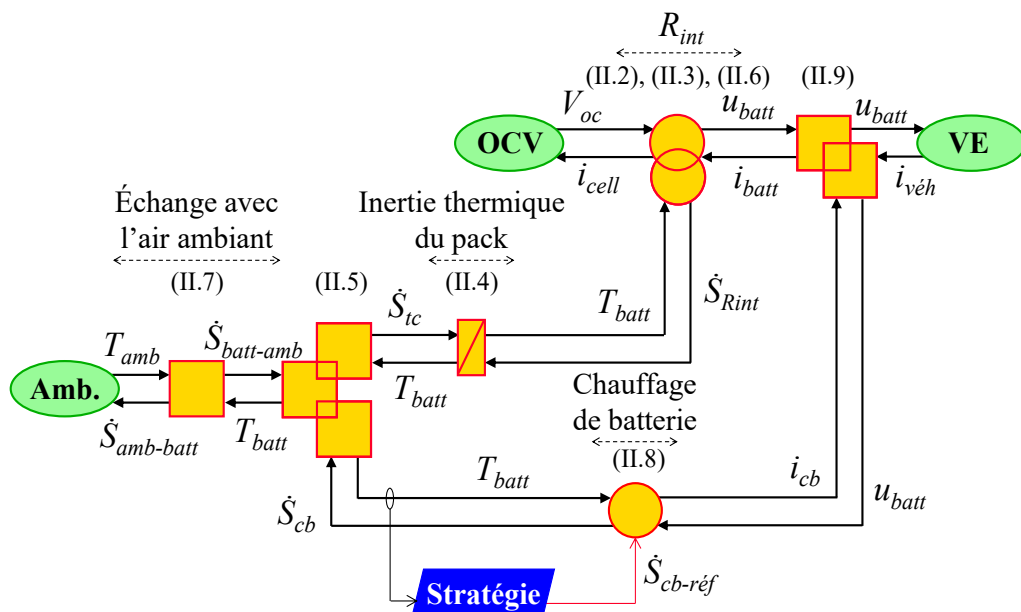 R_int
(II.2), (II.3), (II.6) (II.9)
V_oc u_batt u_batt
OCV VE
i_cell i_batt i_véh
Échange avec
l'air ambiant
(II.7)
(II.5)
Inertie thermique
du pack
(II.4)
Ṡ_tc T_batt Ṡ_Rint
T_amb Ṡ_batt-amb T_batt
Amb.
Ṡ_amb-batt T_batt
Chauffage
de batterie
(II.8)
T_batt i_cb
Ṡ_cb u_batt
Stratégie Ṡ_cb-réf